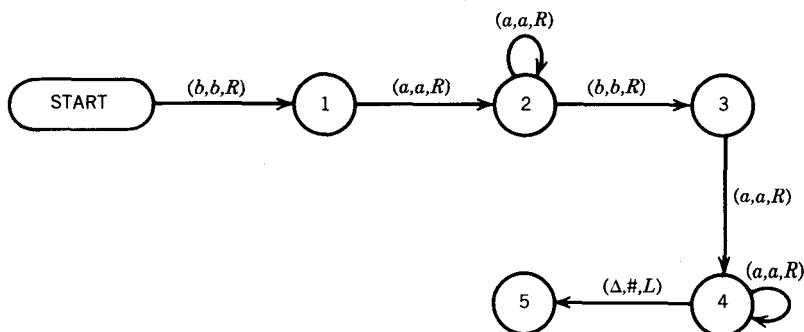 (a,a,R)
START (b,b,R) 1 (a,a,R) 2 (b,b,R) 3
(a,a,R)
5 (Δ,#,L) 4 (a,a,R)